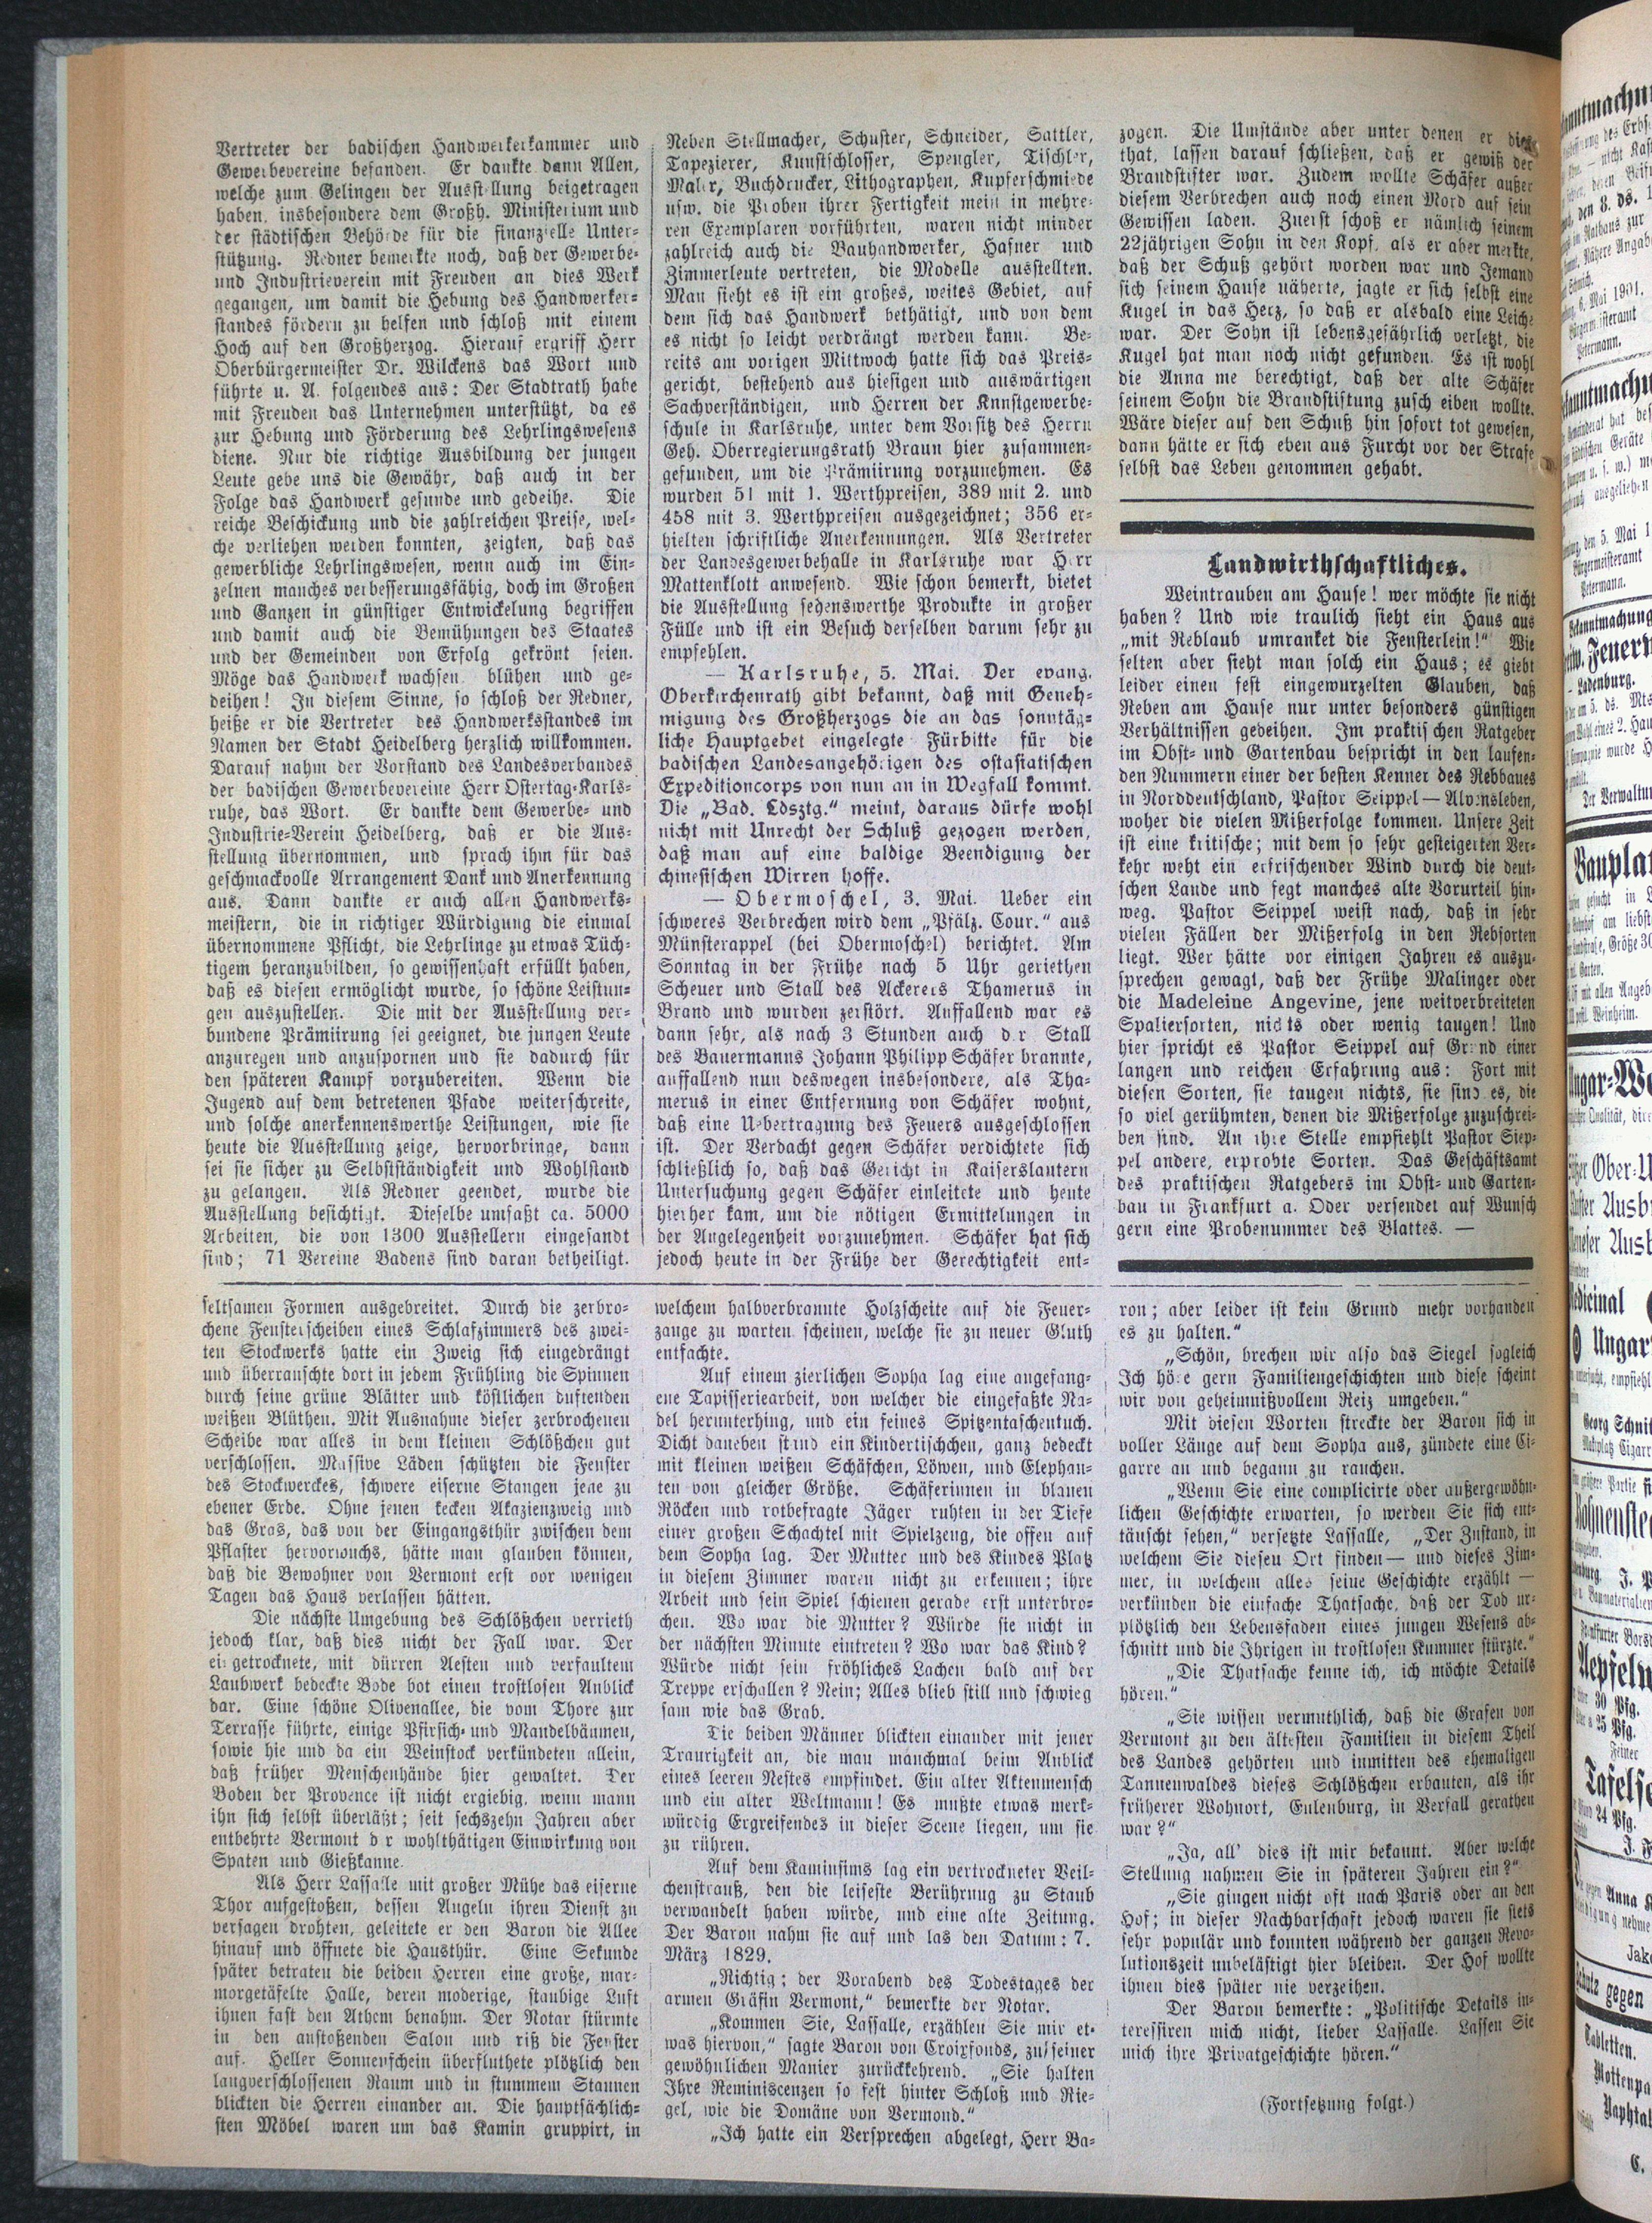 Vertreter der badischen Handwerkerkammer und
Gewerbevereine befanden. Er dankte dann Allen,
welche zum Gelingen der Ausstellung beigetragen
haben, insbesondere dem Großh. Ministerium und
der städtischen Behörde für die finanzielle Unter-
stützung. Redner bemerkte noch, daß der Gewerbe-
und Industrieverein mit Freuden an dies Werk
gegangen, um damit die Hebung des Handwerker-
standes fördern zu helfen und schloß mit einem
Hoch auf den Großherzog. Hierauf ergriff Herr
Oberbürgermeister Dr. Wilckens das Wort und
führte u. A. folgendes aus: Der Stadtrath habe
mit Freuden das Unternehmen unterstützt, da es
zur Hebung und Förderung des Lehrlingswesens
diene. Nur die richtige Ausbildung der jungen
Leute gebe uns die Gewähr, daß auch in der
Folge das Handwerk gesunde und gedeihe. Die
reiche Beschickung und die zahlreichen Preise, wel-
che verliehen werden konnten, zeigten, daß das
gewerbliche Lehrlingswesen, wenn auch im Ein-
zelnen manches verbesserungsfähig, doch im Großen
und Ganzen in günstiger Entwickelung begriffen
und damit auch die Bemühungen des Staates
und der Gemeinden von Erfolg gekrönt seien.
Möge das Handwerk wachsen, blühen und ge-
deihen! In diesem Sinne, so schloß der Redner,
heiße er die Vertreter des Handwerksstandes im
Namen der Stadt Heidelberg herzlich willkommen.
Darauf nahm der Vorstand des Landesverbandes
der badischen Gewerbevereine Herr Ostertag-Karls-
ruhe, das Wort. Er dankte dem Gewerbe- und
Industrie-Verein Heidelberg, daß er die Aus-
stellung übernommen, und sprach ihm für das
geschmackvolle Arrangement Dank und Anerkennung
aus. Dann dankte er auch allen Handwerks-
meistern, die in richtiger Würdigung die einmal
übernommene Pflicht, die Lehrlinge zu etwas Tüch-
tigem heranzubilden, so gewissenhaft erfüllt haben,
daß es diesen ermöglicht wurde, so schöne Leistun-
gen auszustellen. Die mit der Ausstellung ver-
bundene Prämiirung sei geeignet, die jungen Leute
anzuregen und anzuspornen und sie dadurch für
den späteren Kampf vorzubereiten. Wenn die
Jugend auf dem betretenen Pfade weiterschreite,
und solche anerkennenswerthe Leistungen, wie sie
heute die Ausstellung zeige, hervorbringe, dann
sei sie sicher zu Selbstständigkeit und Wohlstand
zu gelangen. Als Redner geendet, wurde die
Ausstellung besichtigt. Dieselbe umfaßt ca. 5000
Arbeiten, die von 1300 Ausstellern eingesandt
sind; 71 Vereine Badens sind daran betheiligt.
Neben Stellmacher, Schuster, Schneider, Sattler,
Tapezierer, Kunstschlosser, Spengler, Tischler,
Maler, Buchdrucker, Lithographen, Kupferschmiede
usw. die Proben ihrer Fertigkeit meist in mehre-
ren Exemplaren vorführten, waren nicht minder
zahlreich auch die Bauhandwerker, Hafner und
Zimmerleute vertreten, die Modelle ausstellten.
Man sieht es ist ein großes, weites Gebiet, auf
dem sich das Handwerk bethätigt, und von dem
es nicht so leicht verdrängt werden kann. Be-
reits am vorigen Mittwoch hatte sich das Preis-
gericht, bestehend aus hiesigen und auswärtigen
Sachverständigen, und Herren der Knnstgewerbe-
schule in Karlsruhe, unter dem Vorsitz des Herrn
Geh. Oberregierungsrath Braun hier zusammen-
gefunden, um die Prämiirung vorzunehmen. Es
wurden 51 mit 1. Werthpreisen, 389 mit 2. und
458 mit 3. Werthpreisen ausgezeichnet; 356 er-
hielten schriftliche Anerkennungen. Als Vertreter
der Landesgewerbehalle in Karlsruhe war Herr
Mattenklott anwesend. Wie schon bemerkt, bietet
die Ausstellung sehenswerthe Produkte in großer
Fülle und ist ein Besuch derselben darum sehr zu
empfehlen.
— Karlsruhe, 5. Mai. Der evang.
Oberkirchenrath gibt bekannt, daß mit Geneh-
migung des Großherzogs die an das sonntäg-
liche Hauptgebet eingelegte Fürbitte für die
badischen Landesangehörigen des ostasiatischen
Expeditioncorps von nun an in Wegfall kommt.
Die „Bad. Ldsztg.“ meint, daraus dürfe wohl
nicht mit Unrecht der Schluß gezogen werden,
daß man auf eine baldige Beendigung der
chinesischen Wirren hoffe.
— Obermoschel, 3. Mai. Ueber ein
schweres Verbrechen wird dem „Pfälz. Cour.“ aus
Münsterappel (bei Obermoschel) berichtet. Am
Sonntag in der Frühe nach 5 Uhr geriethen
Scheuer und Stall des Ackerers Thamerus in
Brand und wurden zerstört. Auffallend war es
dann sehr, als nach 3 Stunden auch der Stall
des Bauermanns Johann Philipp Schäfer brannte,
auffallend nun deswegen insbesondere, als Tha-
merus in einer Entfernung von Schäfer wohnt,
daß eine Uebertragung des Feuers ausgeschlossen
ist. Der Verdacht gegen Schäfer verdichtete sich
schließlich so, daß das Gericht in Kaiserslautern
Untersuchung gegen Schäfer einleitete und heute
hierher kam, um die nötigen Ermittelungen in
der Angelegenheit vorzunehmen. Schäfer hat sich
jedoch heute in der Frühe der Gerechtigkeit ent-
zogen. Die Umstände aber unter denen er dies
that, lassen darauf schließen, daß er gewiß der
Brandstifter war. Zudem wollte Schäfer außer
diesem Verbrechen auch noch einen Mord auf sein
Gewissen laden. Zuerst schoß er nämlich seinem
22jährigen Sohn in den Kopf, als er aber merkte,
daß der Schuß gehört worden war und Jemand
sich seinem Hause näherte, jagte er sich selbst eine
Kugel in das Herz, so daß er alsbald eine Leiche
war. Der Sohn ist lebensgefährlich verletzt, die
Kugel hat man noch nicht gefunden. Es ist wohl
die Anna me berechtigt, daß der alte Schäfer
seinem Sohn die Brandstiftung zusch eiben wollte.
Wäre dieser auf den Schuß hin sofort tot gewesen,
dann hätte er sich eben aus Furcht vor der Strafe
selbst das Leben genommen gehabt.
Landwirthschaftliches.
Weintrauben am Hause! wer möchte sie nicht
haben? Und wie traulich sieht ein Haus aus
„mit Reblaub umranket die Fensterlein!“ Wie
selten aber sieht man solch ein Haus; es giebt
leider einen fest eingewurzelten Glauben, daß
Reben am Hause nur unter besonders günstigen
Verhältnissen gedeihen. Im praktischen Ratgeber
im Obst- und Gartenbau bespricht in den laufen-
den Nummern einer der besten Kenner des Rebbaues
in Norddeutschland, Pastor Seippel — Alvensleben,
woher die vielen Mißerfolge kommen. Unsere Zeit
ist eine kritische; mit dem so sehr gesteigerten Ver-
kehr weht ein erfrischender Wind durch die deut-
schen Lande und fegt manches alte Vorurteil hin-
weg. Pastor Seippel weist nach, daß in sehr
vielen Fällen der Mißerfolg in den Rebsorten
liegt. Wer hätte vor einigen Jahren es auszu-
sprechen gewagt, daß der Frühe Malinger oder
die Madeleine Angevine, jene weitverbreiteten
Spaliersorten, nichts oder wenig taugen! Und
hier spricht es Pastor Seippel auf Grund einer
langen und reichen Erfahrung aus: Fort mit
diesen Sorten, sie taugen nichts, sie sind es, die
so viel gerühmten, denen die Mißerfolge zuzuschrei-
ben sind. An ihre Stelle empfiehlt Pastor Siep-
pel andere, erprobte Sorten. Das Geschäftsamt
des praktischen Ratgebers im Obst- und Garten-
bau in Frankfurt a. Oder versendet auf Wunsch
gern eine Probenummer des Blattes. —
seltsamen Formen ausgebreitet. Durch die zerbro-
chene Fensterscheiben eines Schlafzimmers des zwei-
ten Stockwerks hatte ein Zweig sich eingedrängt
und überraschte dort in jedem Frühling die Spinnen
durch seine grüne Blätter und köstlichen duftenden
weißen Blüthen. Mit Ausnahme dieser zerbrochenen
Scheibe war alles in dem kleinen Schlößchen gut
verschlossen. Massive Läden schützten die Fenster
des Stockwerckes, schwere eiserne Stangen jene zu
ebener Erde. Ohne jenen kecken Akazienzweig und
das Gras, das von der Eingangsthür zwischen dem
Pflaster hervorwuchs, hätte man glauben können,
daß die Bewohner von Vermont erst vor wenigen
Tagen das Haus verlassen hätten.
Die nächste Umgebung des Schlößchen verrieth
jedoch klar, daß dies nicht der Fall war. Der
eingetrocknete, mit dürren Aesten und verfaultem
Laubwerk bedeckte Bode bot einen trostlosen Anblick
dar. Eine schöne Olivenallee, die vom Thore zur
Terrasse führte, einige Pfirsich- und Mandelbäumen,
sowie hie und da ein Weinstock verkündeten allein,
daß früher Menschenhände hier gewaltet. Der
Boden der Provence ist nicht ergiebig, wenn mann
ihn sich selbst überläßt; seit sechszehn Jahren aber
entbehrte Vermont d r wohlthätigen Einwirkung von
Spaten und Gießkanne.
Als Herr Lassalle mit großer Mühe das eiserne
Thor aufgestoßen, dessen Angeln ihren Dienst zu
versagen drohten, geleitete er den Baron die Allee
hinauf und öffnete die Hausthür. Eine Sekunde
später betraten die beiden Herren eine große, mar-
morgetäfelte Halle, deren moderige, staubige Luft
ihnen fast den Athem benahm. Der Notar stürmte
in den anstoßenden Salon und riß die Fenster
auf. Heller Sonnenschein überfluthete plötzlich den
langverschlossenen Raum und in stummem Staunen
blickten die Herren einander an. Die hauptsächlich-
sten Möbel waren um das Kamin gruppirt, in
welchem halbverbrannte Holzscheite auf die Feuer-
zange zu warten scheinen, welche sie zu neuer Gluth
entfachte.
Auf einem zierlichen Sopha lag eine angefang-
ene Tapisseriearbeit, von welcher die eingefaßte Na-
del herunterhing, und ein feines Spitzentaschentuch.
Dicht daneben stand ein Kindertischchen, ganz bedeckt
mit kleinen weißen Schäfchen, Löwen, und Elephan-
ten von gleicher Größe. Schäferinnen in blauen
Röcken und rotbefragte Jäger ruhten in der Tiefe
einer großen Schachtel mit Spielzeug, die offen auf
dem Sopha lag. Der Mutter und des Kindes Platz
in diesem Zimmer waren nicht zu erkennen; ihre
Arbeit und sein Spiel schienen gerade erst unterbro-
chen. Wo war die Mutter? Würde sie nicht in
der nächsten Minute eintreten? Wo war das Kind?
Würde nicht sein fröhliches Lachen bald auf der
Treppe erschallen? Nein; Alles blieb still und schwieg
sam wie das Grab.
Die beiden Männer blickten einander mit jener
Traurigkeit an, die man manchmal beim Anblick
eines leeren Nestes empfindet. Ein alter Aktenmensch
und ein alter Weltmann! Es mußte etwas merk-
würdig Ergreifendes in dieser Scene liegen, um sie
zu rühren.
Auf dem Kaminsims lag ein vertrockneter Veil-
chenstrauß, den die leiseste Berührung zu Staub
verwandelt haben würde, und eine alte Zeitung.
Der Baron nahm sie auf und las den Datum: 7.
März 1829.
„Richtig; der Vorabend des Todestages der
armen Gräfin Vermont,“ bemerkte der Notar.
„Kommen Sie, Lassalle, erzählen Sie mir et-
was hiervon,“ sagte Baron von Croixfonds, zu seiner
gewöhnlichen Manier zurückkehrend. „Sie halten
Ihre Reminiscenzen so fest hinter Schloß und Rie-
gel, wie die Domäne von Vermond.“
„Ich hatte ein Versprechen abgelegt, Herr Ba-
ron; aber leider ist kein Grund mehr vorhanden
es zu halten.“
„Schön, brechen wir also das Siegel sogleich
Ich höre gern Familiengeschichten und diese scheint
wir von geheimnißvollem Reiz umgeben.“
Mit diesen Worten streckte der Baron sich in
voller Länge auf dem Sopha aus, zündete eine Ci-
garre an und begann zu rauchen.
„Wenn Sie eine complicirte oder außergewöhn-
lichen Geschichte erwarten, so werden Sie sich ent-
täuscht sehen,“ versetzte Lassalle, „Der Zustand, in
welchem Sie diesen Ort finden — und dieses Zim-
mer, in welchem alles seine Geschichte erzählt —
verkünden die einfache Thatsache, daß der Tod ur-
plötzlich den Lebensfaden eines jungen Wesens ab-
schnitt und die Ihrigen in trostlosen Kummer stürzte.“
„Die Thatsache kenne ich, ich möchte Details
hören.“
„Sie wissen vermuthlich, daß die Grafen von
Vermont zu den ältesten Familien in diesem Theil
des Landes gehörten und inmitten des ehemaligen
Tannenwaldes dieses Schlößchen erbauten, als ihr
früherer Wohnort, Eulenburg, in Verfall gerathen
war?“
„Ja, all' dies ist mir bekannt. Aber welche
Stellung nahmen Sie in späteren Jahren ein?“
„Sie gingen nicht oft nach Paris oder an den
Hof; in dieser Nachbarschaft jedoch waren sie stets
sehr populär und konnten während der ganzen Revo-
lutionszeit unbelästigt hier bleiben. Der Hof wollte
ihnen dies später nie verzeihen.
Der Baron bemerkte: „Politische Details in-
teressiren mich nicht, lieber Lassalle. Lassen Sie
mich ihre Privatgeschichte hören.“
(Fortsetzung folgt.)